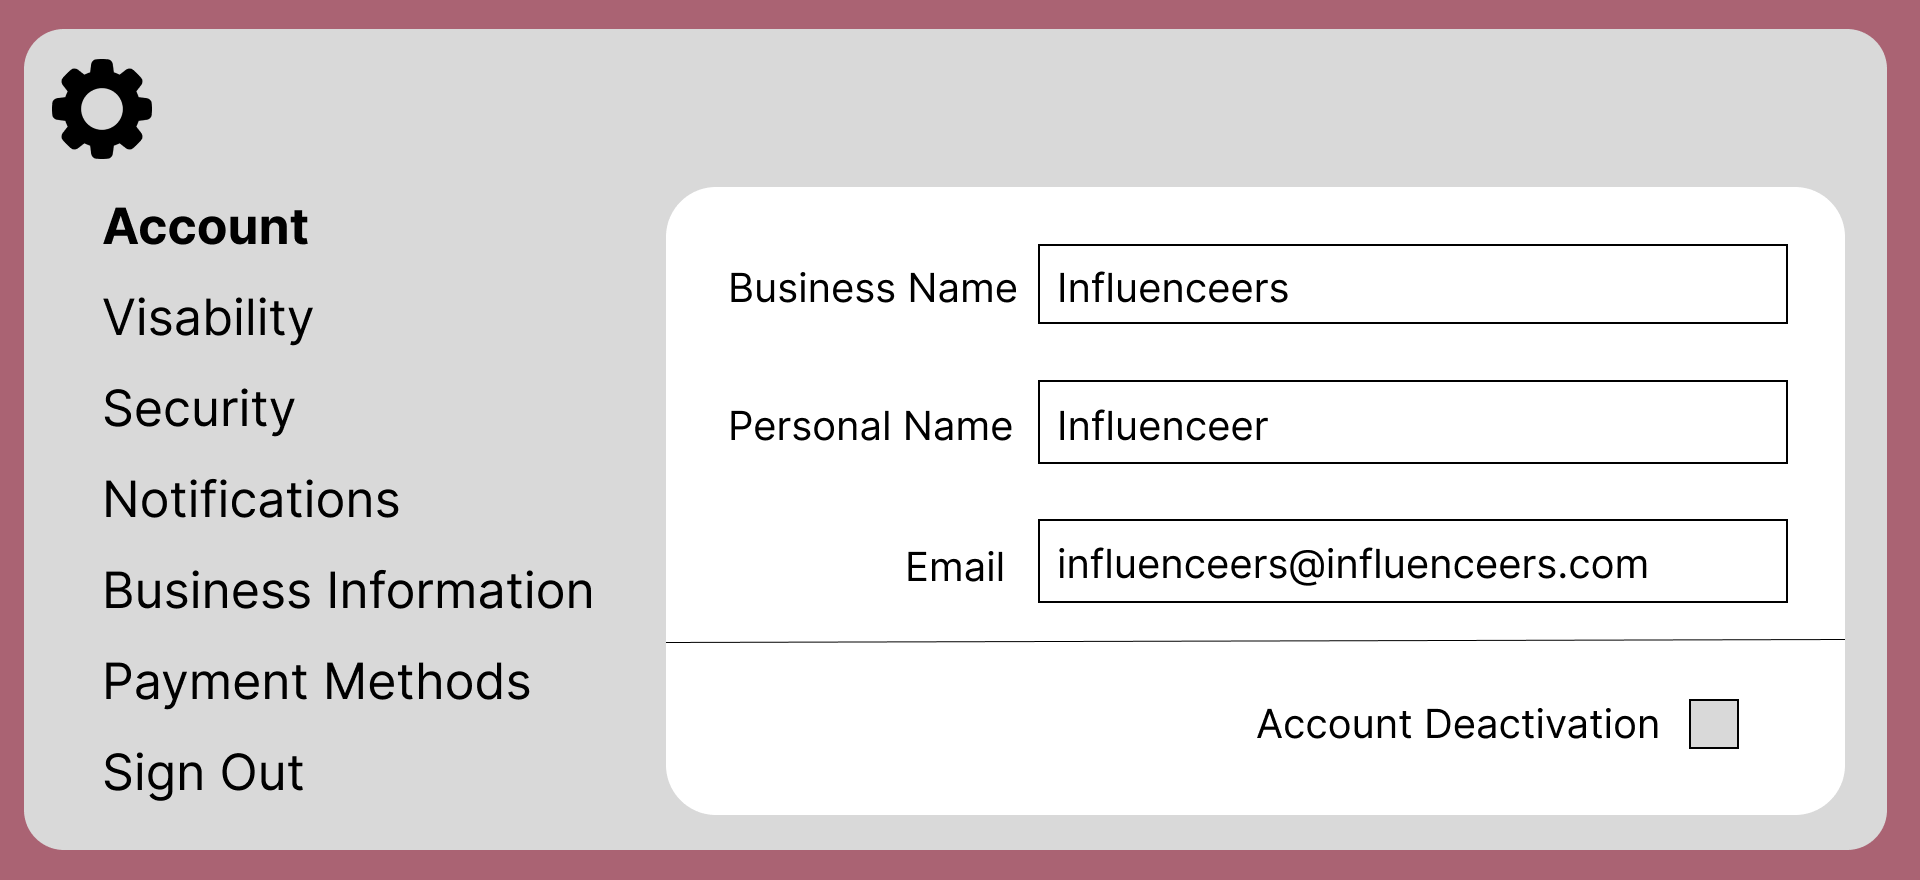 Account
Visability
Security
Notifications
Business Information
Payment Methods
Sign Out
Business Name Influenceers
Personal Name Influenceer
Email influenceers@influenceers.com
Account Deactivation